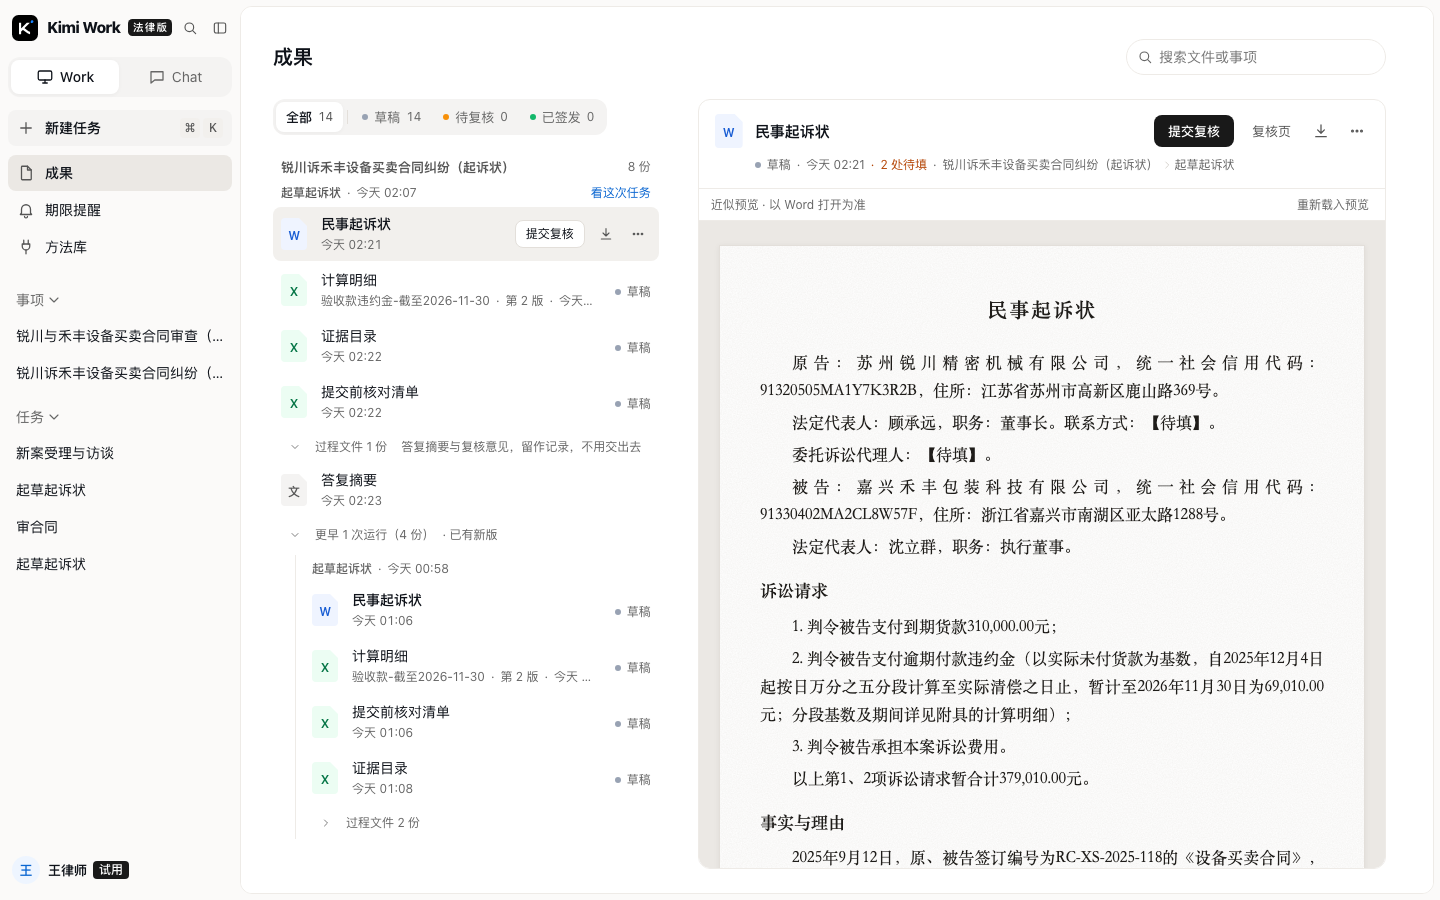 Kimi Work 法律版
Work
Chat
新建任务 ⌘ K
成果
期限提醒
方法库
事项
锐川与禾丰设备买卖合同审查（...
锐川诉禾丰设备买卖合同纠纷（...
任务
新案受理与访谈
起草起诉状
审合同
起草起诉状
王 王律师 试用
成果
搜索文件或事项
全部 14 草稿 14 待复核 0 已签发 0
锐川诉禾丰设备买卖合同纠纷（起诉状） 8 份
起草起诉状 · 今天 02:07 看这次任务
W 民事起诉状
今天 02:21
提交复核
X 计算明细
验收款违约金-截至2026-11-30 · 第 2 版 · 今天...
草稿
X 证据目录
今天 02:22
草稿
X 提交前核对清单
今天 02:22
草稿
过程文件 1 份 答复摘要与复核意见，留作记录，不用交出去
文 答复摘要
今天 02:23
更早 1 次运行（4 份） · 已有新版
起草起诉状 · 今天 00:58
W 民事起诉状
今天 01:06
草稿
X 计算明细
验收款-截至2026-11-30 · 第 2 版 · 今天 ...
草稿
X 提交前核对清单
今天 01:06
草稿
X 证据目录
今天 01:08
草稿
过程文件 2 份
W 民事起诉状
提交复核 复核页
草稿 · 今天 02:21 · 2 处待填 · 锐川诉禾丰设备买卖合同纠纷（起诉状） 起草起诉状
近似预览 · 以 Word 打开为准 重新载入预览
民事起诉状
原告：苏州锐川精密机械有限公司，统一社会信用代码：
91320505MA1Y7K3R2B，住所：江苏省苏州市高新区鹿山路369号。
法定代表人：顾承远，职务：董事长。联系方式：【待填】。
委托诉讼代理人：【待填】。
被告：嘉兴禾丰包装科技有限公司，统一社会信用代码：
91330402MA2CL8W57F，住所：浙江省嘉兴市南湖区亚太路1288号。
法定代表人：沈立群，职务：执行董事。
诉讼请求
1. 判令被告支付到期货款310,000.00元；
2. 判令被告支付逾期付款违约金（以实际未付货款为基数，自2025年12月4日
起按日万分之五分段计算至实际清偿之日止，暂计至2026年11月30日为69,010.00
元；分段基数及期间详见附具的计算明细）；
3. 判令被告承担本案诉讼费用。
以上第1、2项诉讼请求暂合计379,010.00元。
事实与理由
2025年9月12日，原、被告签订编号为RC-XS-2025-118的《设备买卖合同》，